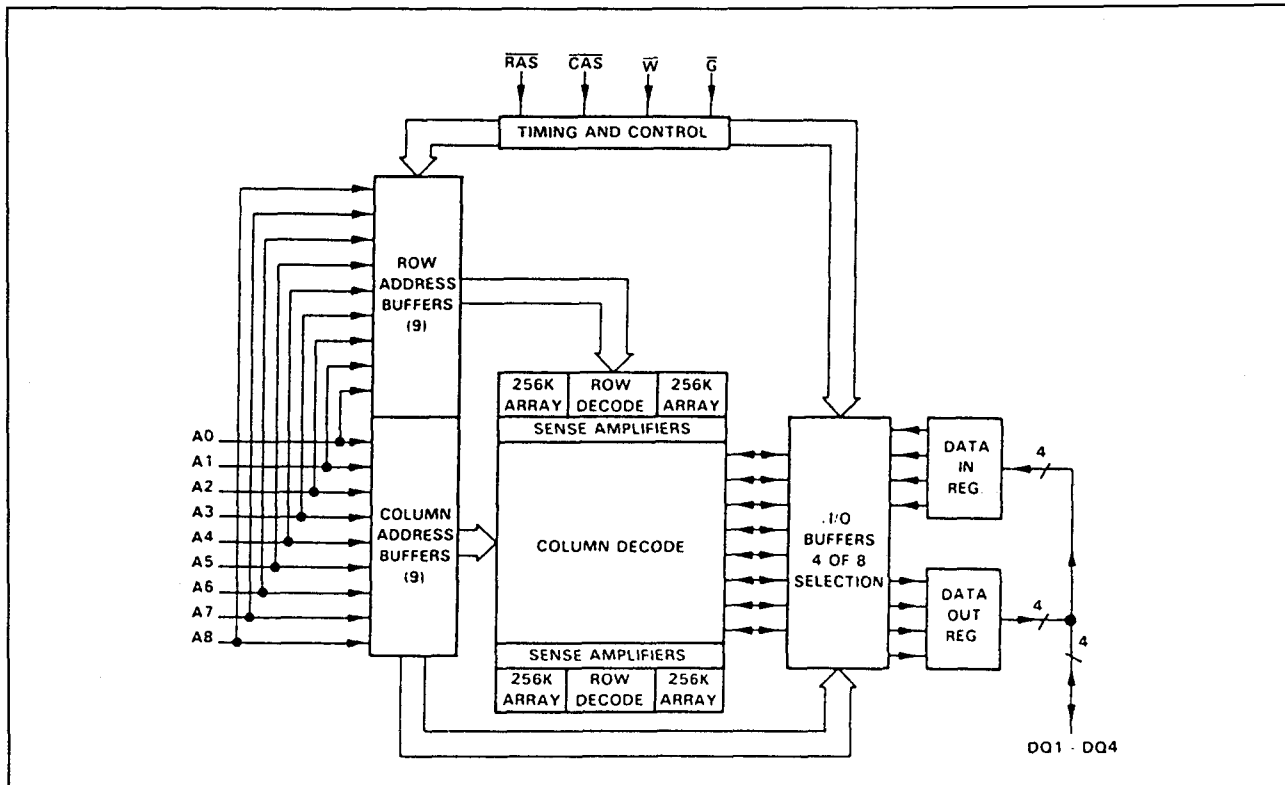 R̅A̅S̅ C̅A̅S̅ W̅ G̅
TIMING AND CONTROL
ROW
ADDRESS
BUFFERS
(9)
256K
ARRAY
ROW
DECODE
256K
ARRAY
SENSE AMPLIFIERS
A0
A1
A2
A3
A4
A5
A6
A7
A8
COLUMN
ADDRESS
BUFFERS
(9)
COLUMN DECODE
.I/O
BUFFERS
4 OF 8
SELECTION
DATA
IN
REG.
4
DATA
OUT
REG
4
4
SENSE AMPLIFIERS
256K
ARRAY
ROW
DECODE
256K
ARRAY
DQ1 - DQ4